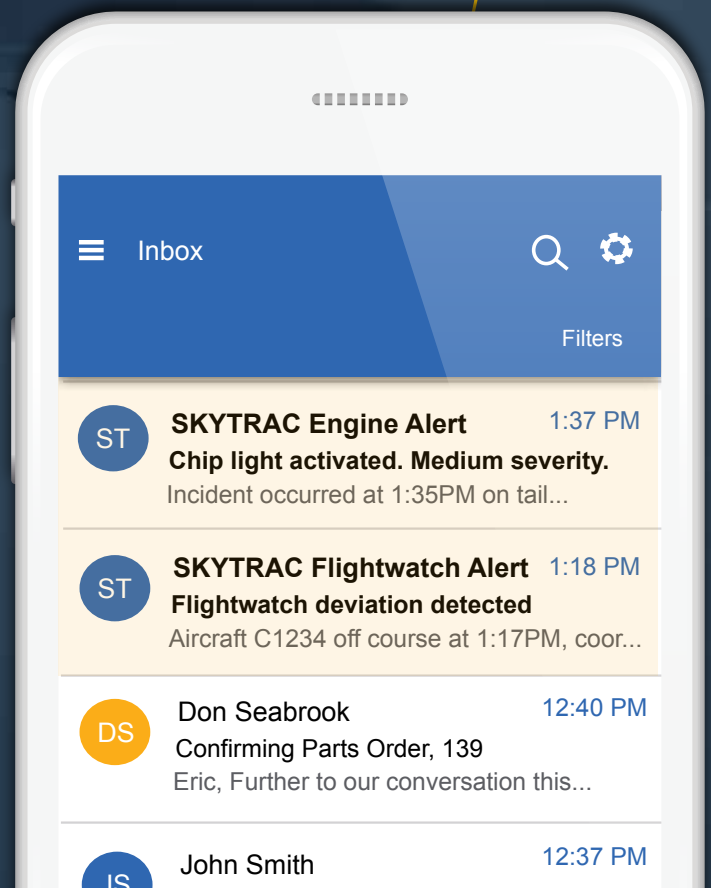 Inbox
Filters
ST
SKYTRAC Engine Alert 1:37 PM
Chip light activated. Medium severity.
Incident occurred at 1:35PM on tail...
ST
SKYTRAC Flightwatch Alert 1:18 PM
Flightwatch deviation detected
Aircraft C1234 off course at 1:17PM, coor...
DS
Don Seabrook 12:40 PM
Confirming Parts Order, 139
Eric, Further to our conversation this...
JS
John Smith 12:37 PM